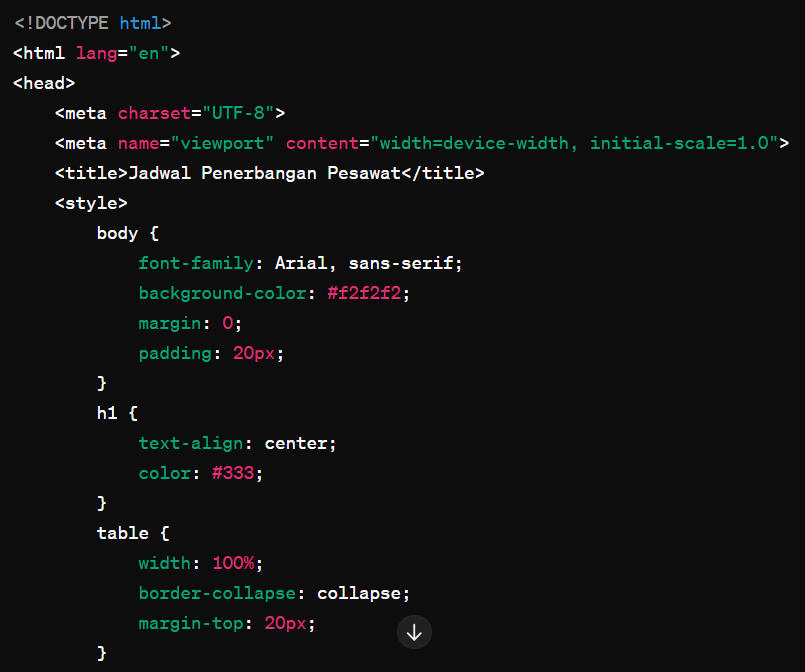 <!DOCTYPE html>
<html lang="en">
<head>
    <meta charset="UTF-8">
    <meta name="viewport" content="width=device-width, initial-scale=1.0">
    <title>Jadwal Penerbangan Pesawat</title>
    <style>
        body {
            font-family: Arial, sans-serif;
            background-color: #f2f2f2;
            margin: 0;
            padding: 20px;
        }
        h1 {
            text-align: center;
            color: #333;
        }
        table {
            width: 100%;
            border-collapse: collapse;
            margin-top: 20px;
        }